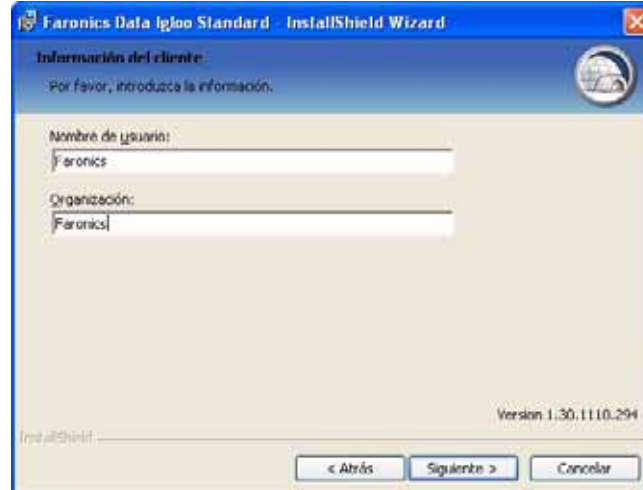 Faronics Data Igloo Standard - InstallShield Wizard
Información del cliente
Por favor, introduzca la información.
Nombre de usuario:
Faronics
Organización:
Faronics
Version 1.30.1110.294
InstallShield
< Atrás
Siguiente >
Cancelar